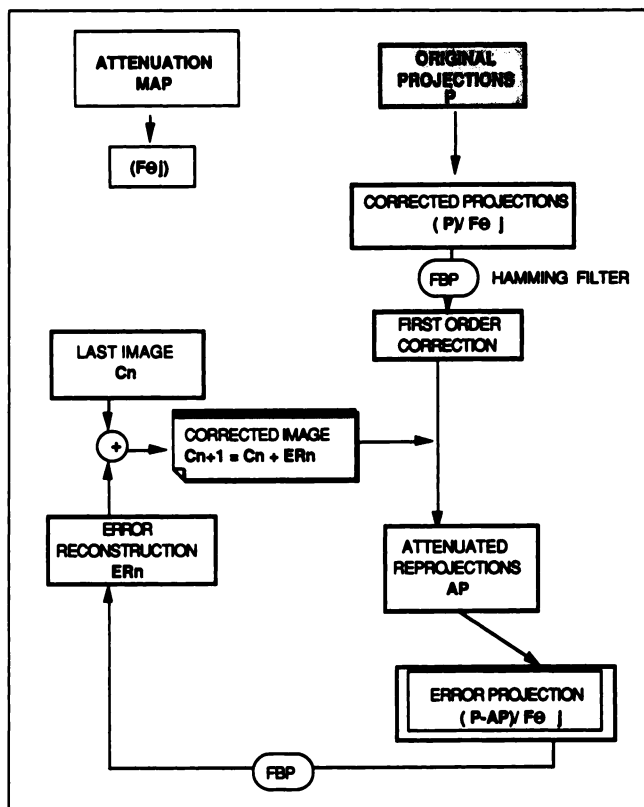 ATTENUATION
MAP
(Fθj)
ORIGINAL
PROJECTIONS
P
CORRECTED PROJECTIONS
( P)/ Fθ j
FBP
HAMMING FILTER
FIRST ORDER
CORRECTION
LAST IMAGE
Cn
+
CORRECTED IMAGE
Cn+1 = Cn + ERn
ERROR
RECONSTRUCTION
ERn
ATTENUATED
REPROJECTIONS
AP
ERROR PROJECTION
( P-AP)/ Fθ j
FBP